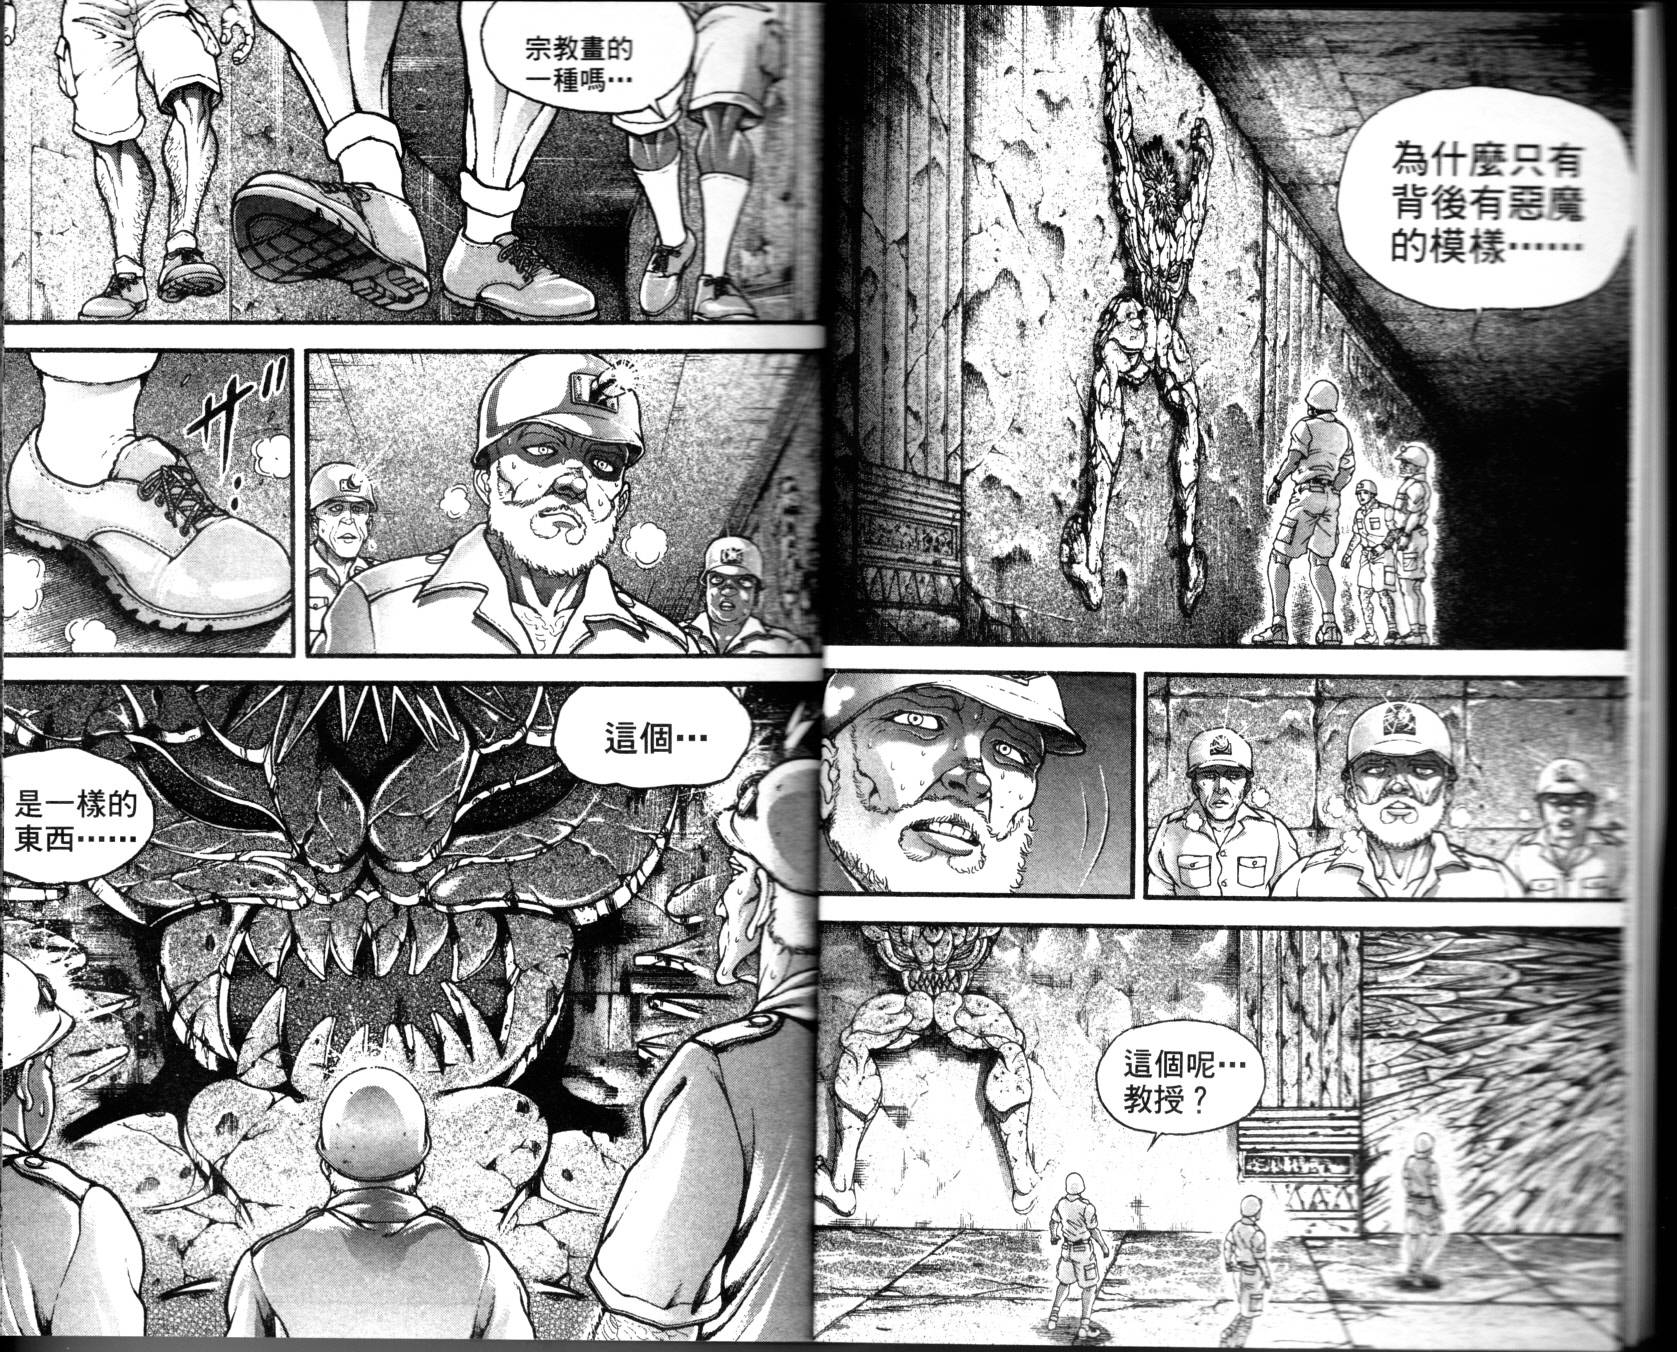 為什麼只有
背後有惡魔
的模樣⋯⋯
這個呢⋯
教授？
宗教畫的
一種嗎⋯
ザ
這個⋯
是一樣的
東西⋯⋯